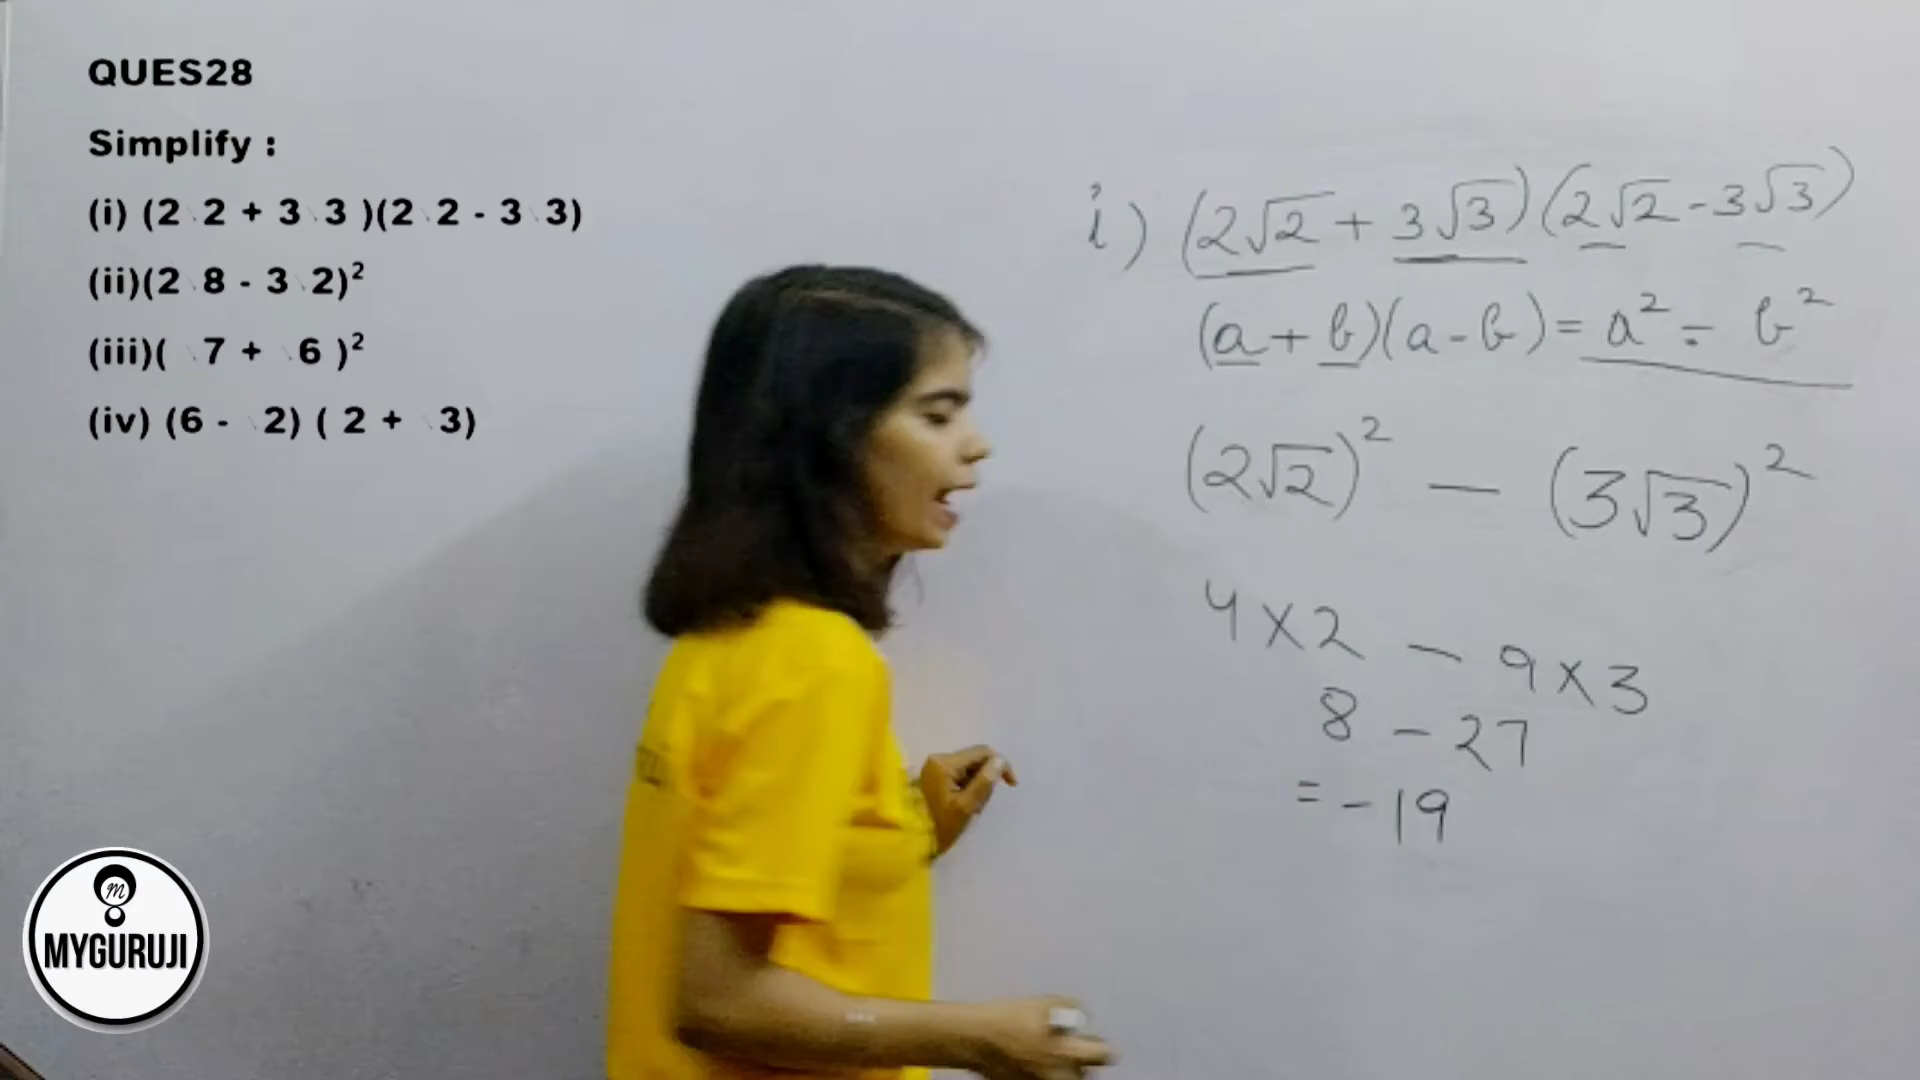 QUES28
Simplify :
(i) (2√2 + 3√3 )(2√2 - 3√3)
(ii)(2√8 - 3√2)²
(iii)( √7 + √6 )²
(iv) (6 - √2) ( 2 + √3)
i) (2√2 + 3√3) (2√2 - 3√3)
(a + b)(a - b) = a² - b²
(2√2)² - (3√3)²
4 x 2 - 9 x 3
8 - 27
= - 19
m
MYGURUJI